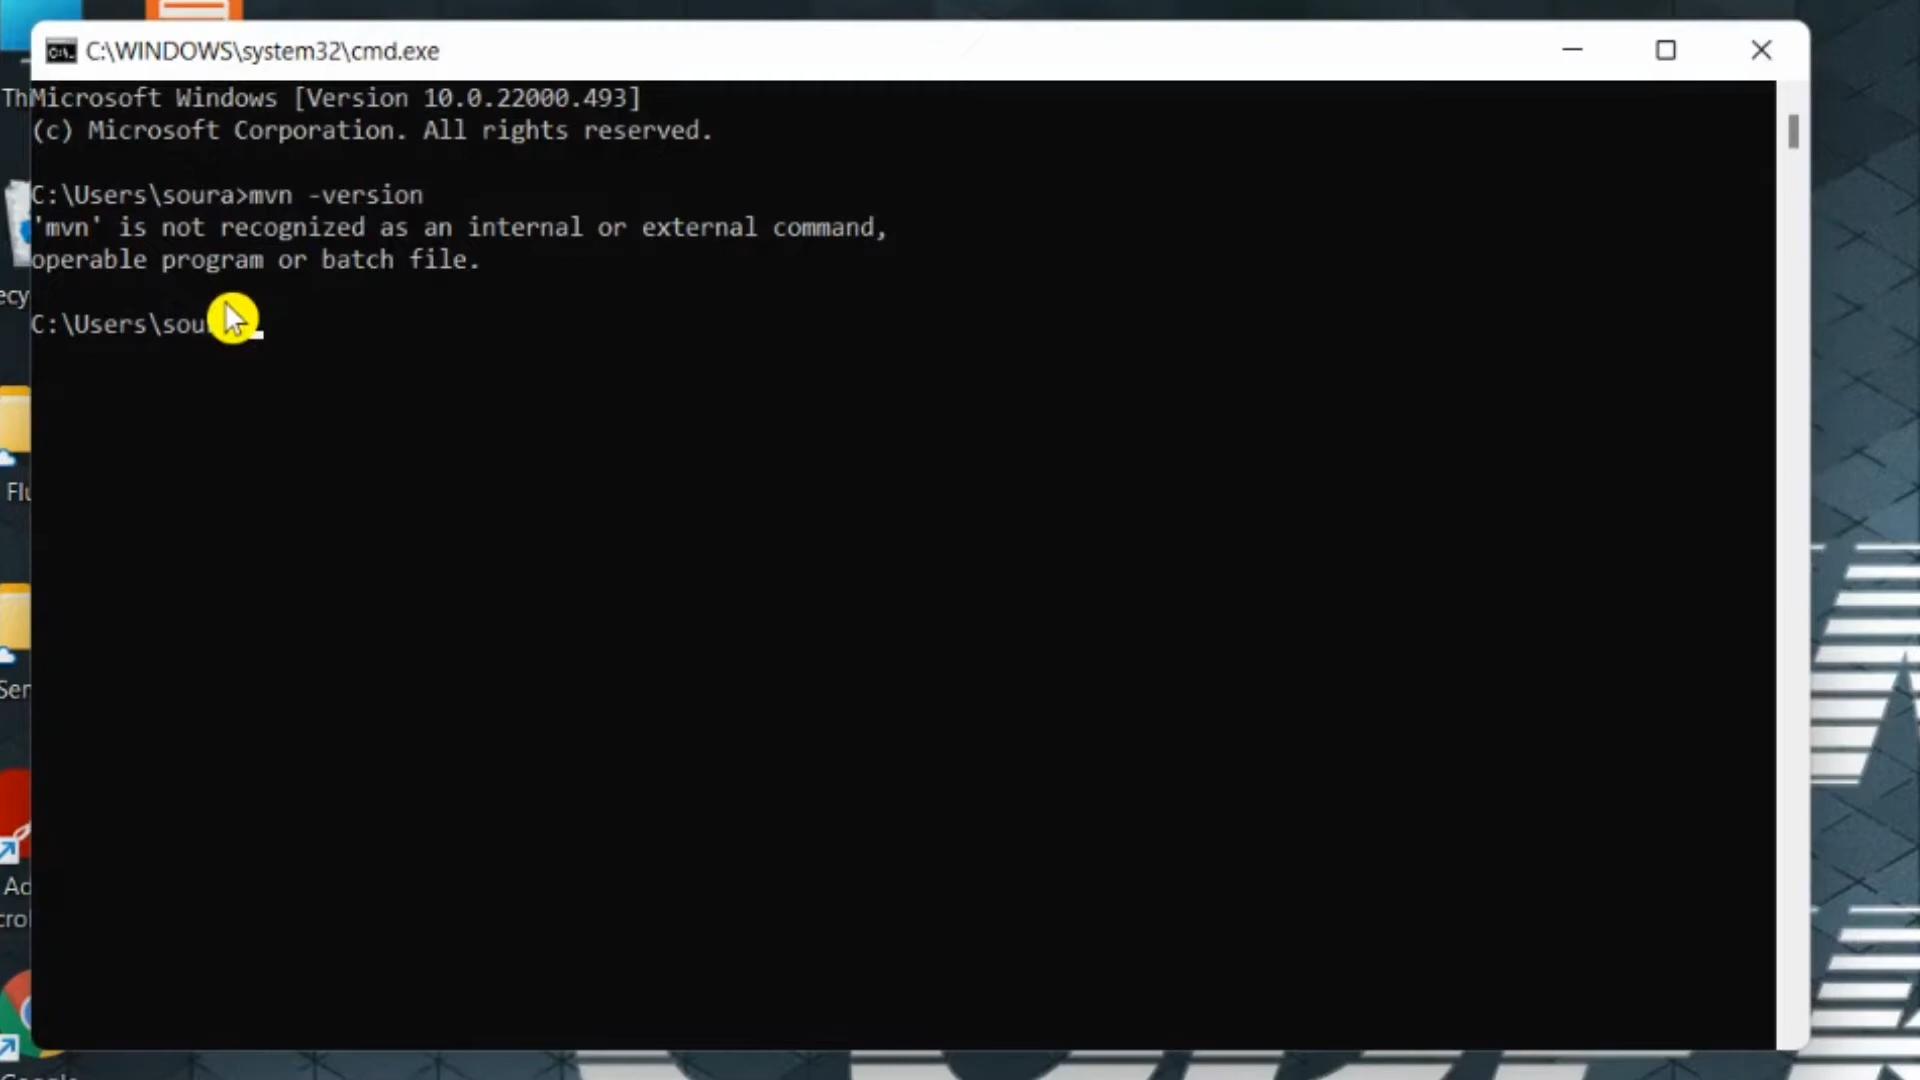 C:\WINDOWS\system32\cmd.exe
Microsoft Windows [Version 10.0.22000.493]
(c) Microsoft Corporation. All rights reserved.
C:\Users\soura>mvn -version
'mvn' is not recognized as an internal or external command,
operable program or batch file.
C:\Users\sou